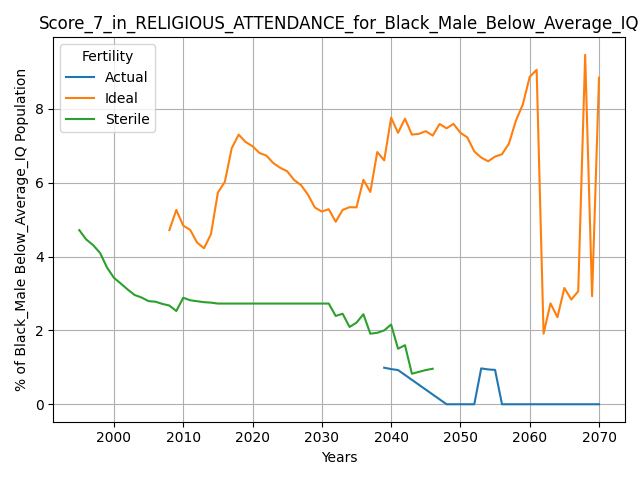 Score_7_in_RELIGIOUS_ATTENDANCE_for_Black_Male_Below_Average_IQ
Fertility
Actual
Ideal
Sterile
% of Black_Male Below_Average_IQ Population
8
6
4
2
0
2000 2010 2020 2030 2040 2050 2060 2070
Years